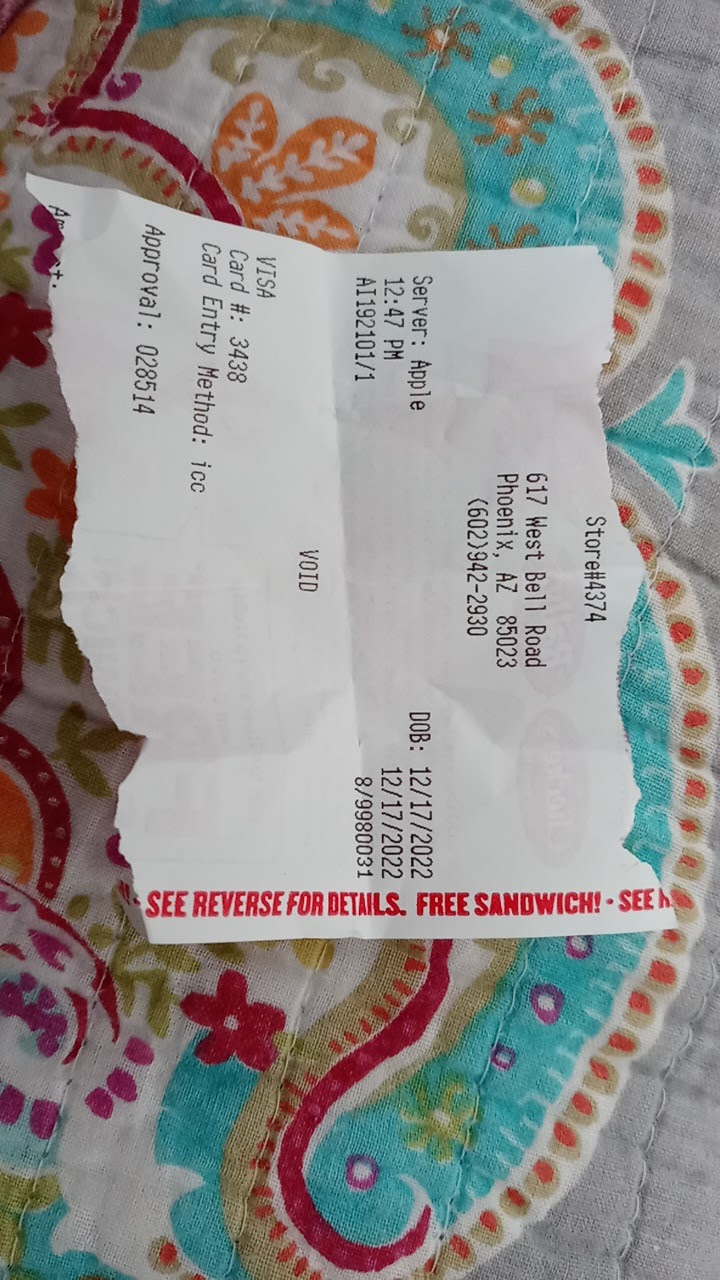 Store#4374
617 West Bell Road
Phoenix, AZ 85023
(602)942-2930
Server: Apple DOB: 12/17/2022
12:47 PM 12/17/2022
AI192101/1 8/9980031
VOID
VISA
Card #: 3438
Card Entry Method: icc
Approval: 028514
SEE REVERSE FOR DETAILS. FREE SANDWICH! · SEE